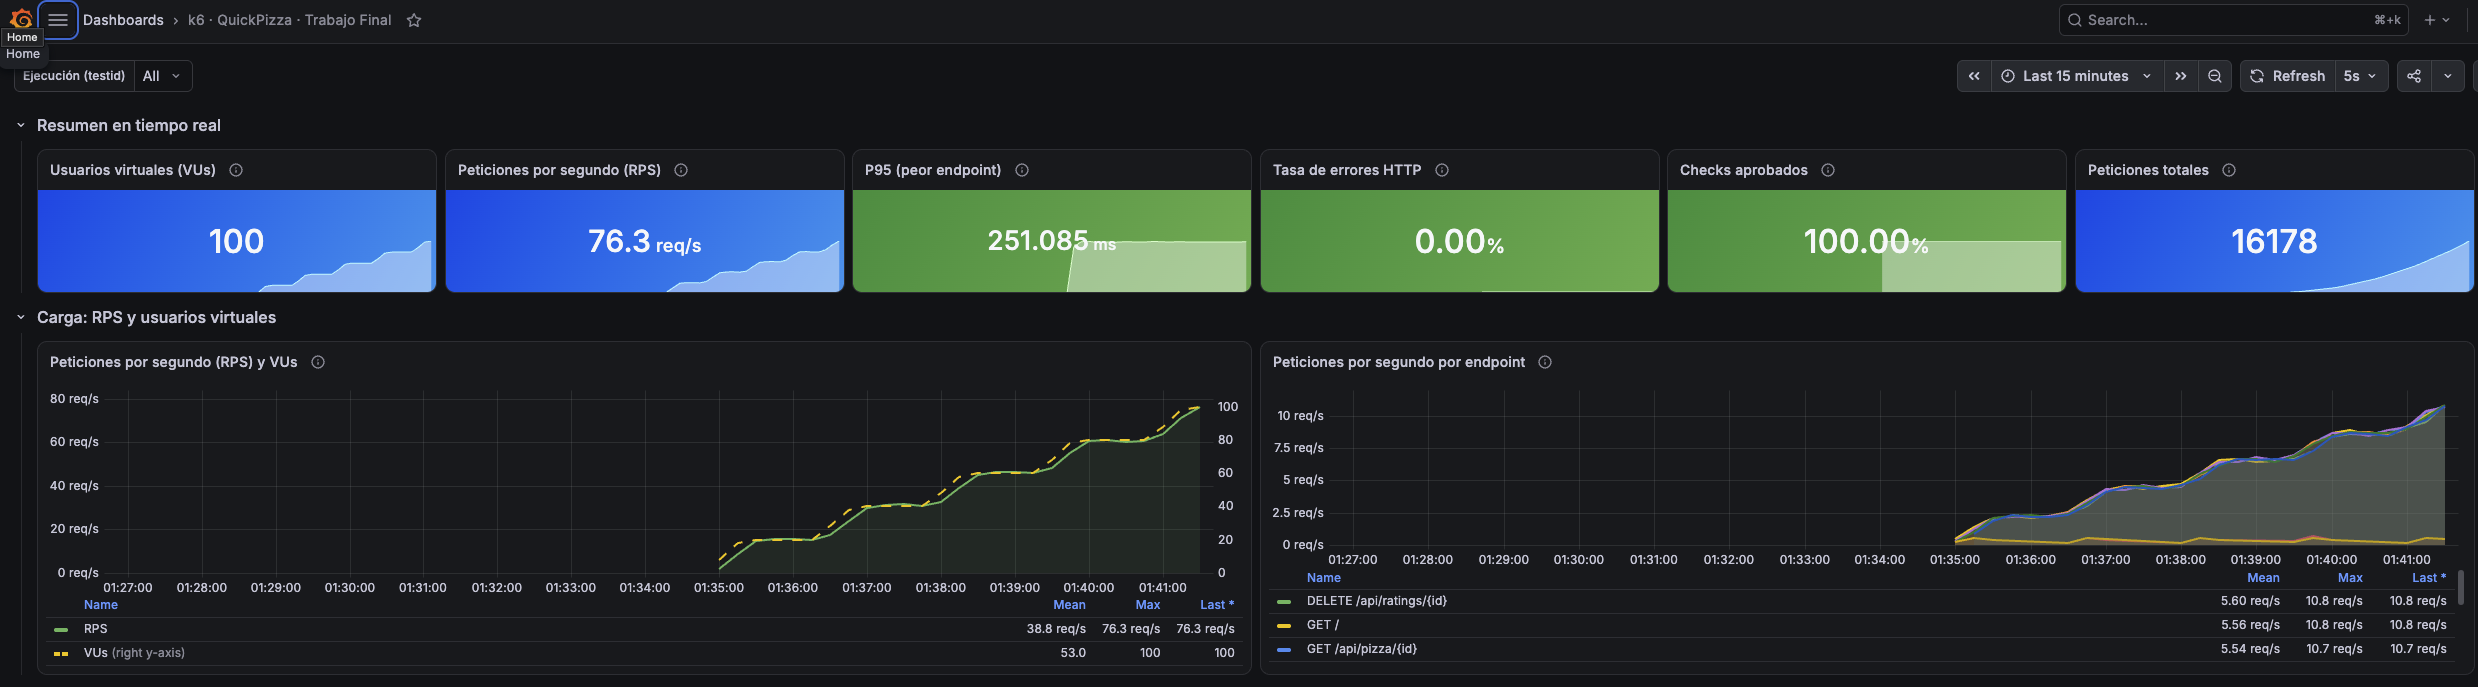 Dashboards › k6 · QuickPizza · Trabajo Final
Search...
⌘+k
Home
Home
Ejecución (testid)
All
Last 15 minutes
Refresh
5s
Resumen en tiempo real
Usuarios virtuales (VUs)
100
Peticiones por segundo (RPS)
76.3 req/s
P95 (peor endpoint)
251.085 ms
Tasa de errores HTTP
0.00%
Checks aprobados
100.00%
Peticiones totales
16178
Carga: RPS y usuarios virtuales
Peticiones por segundo (RPS) y VUs
80 req/s
60 req/s
40 req/s
20 req/s
0 req/s
100
80
60
40
20
0
01:27:00 01:28:00 01:29:00 01:30:00 01:31:00 01:32:00 01:33:00 01:34:00 01:35:00 01:36:00 01:37:00 01:38:00 01:39:00 01:40:00 01:41:00
Name Mean Max Last *
RPS 38.8 req/s 76.3 req/s 76.3 req/s
VUs (right y-axis) 53.0 100 100
Peticiones por segundo por endpoint
10 req/s
7.5 req/s
5 req/s
2.5 req/s
0 req/s
01:27:00 01:28:00 01:29:00 01:30:00 01:31:00 01:32:00 01:33:00 01:34:00 01:35:00 01:36:00 01:37:00 01:38:00 01:39:00 01:40:00 01:41:00
Name Mean Max Last *
DELETE /api/ratings/{id} 5.60 req/s 10.8 req/s 10.8 req/s
GET / 5.56 req/s 10.8 req/s 10.8 req/s
GET /api/pizza/{id} 5.54 req/s 10.7 req/s 10.7 req/s